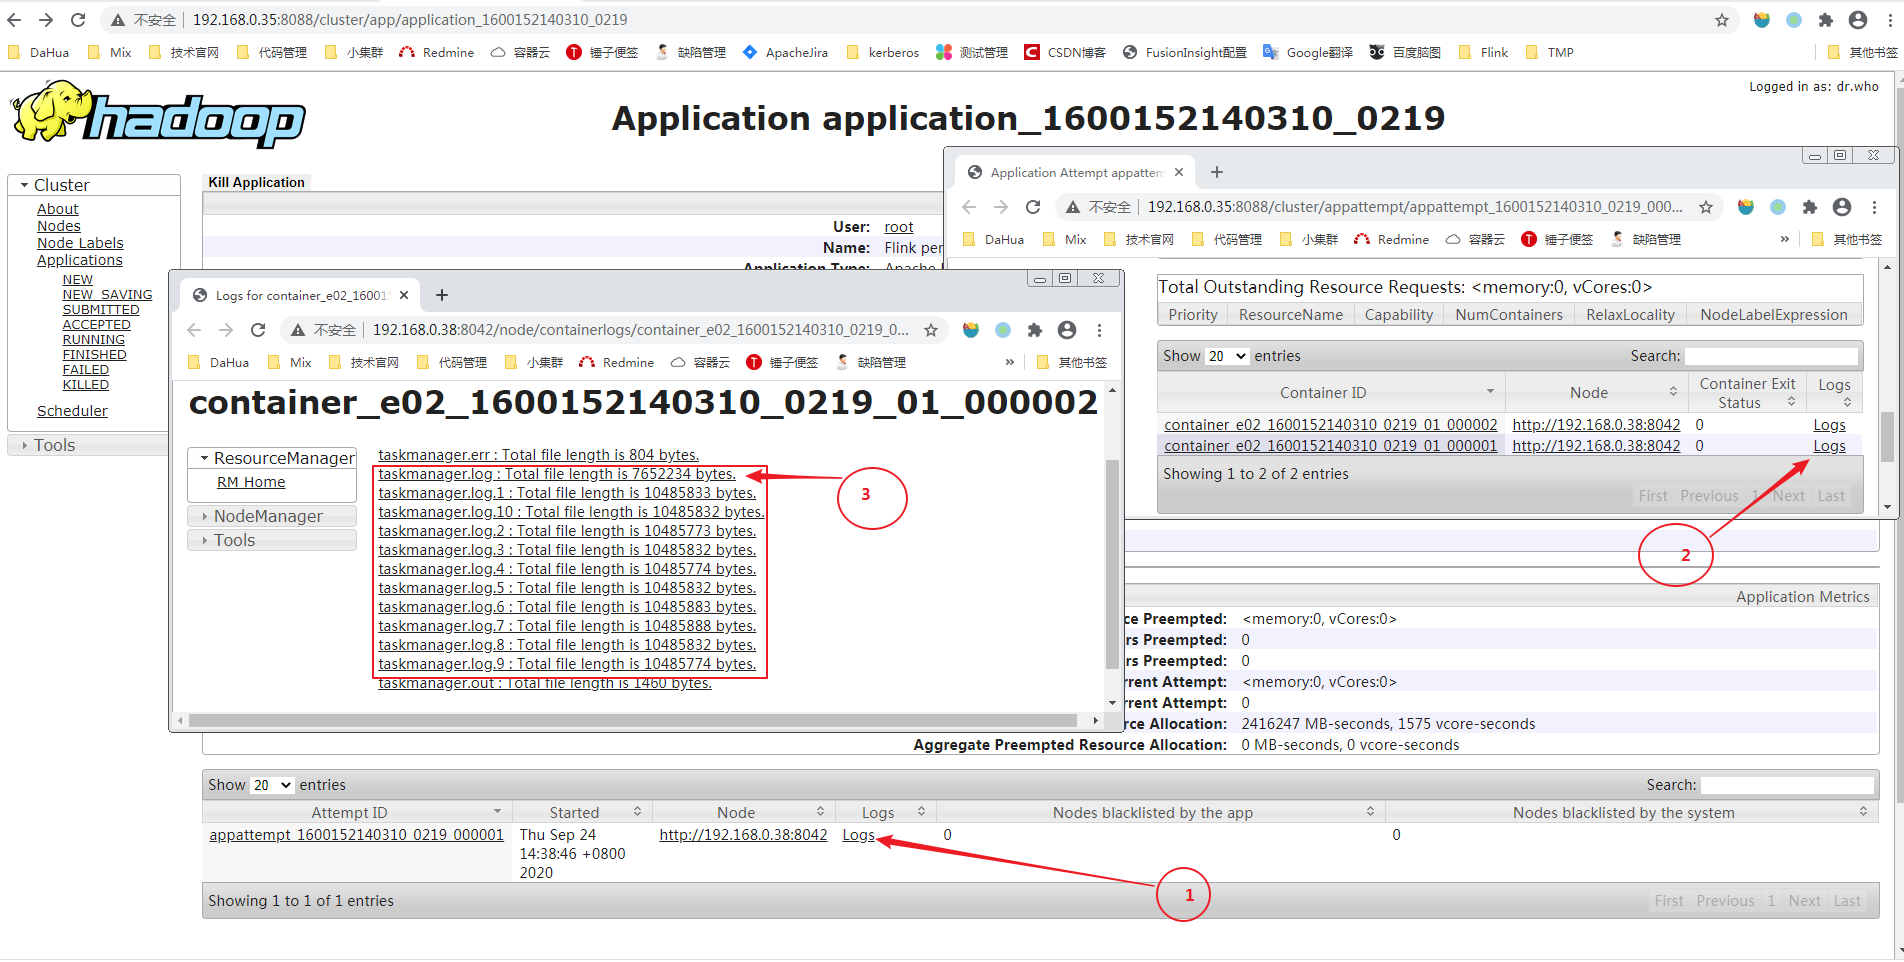 不安全 192.168.0.35:8088/cluster/app/application_1600152140310_0219
DaHua Mix 技术官网 代码管理 小集群 Redmine 容器云 锤子便签 缺陷管理 ApacheJira kerberos 测试管理 CSDN博客 FusionInsight配置 Google翻译 百度脑图 Flink TMP 其他书签
hadoop
Logged in as: dr.who
Application application_1600152140310_0219
Cluster
About
Nodes
Node Labels
Applications
NEW
NEW_SAVING
SUBMITTED
ACCEPTED
RUNNING
FINISHED
FAILED
KILLED
Scheduler
Tools
Kill Application
User: root
Name: Flink per
Application Type: Apache
Application Attempt appattem
不安全 192.168.0.35:8088/cluster/appattempt/appattempt_1600152140310_0219_000...
DaHua Mix 技术官网 代码管理 小集群 Redmine 容器云 锤子便签 缺陷管理 » 其他书签
Total Outstanding Resource Requests: <memory:0, vCores:0>
Priority ResourceName Capability NumContainers RelaxLocality NodeLabelExpression
Show 20 entries Search:
Container ID Node Container Exit Status Logs
container_e02_1600152140310_0219_01_000002 http://192.168.0.38:8042 0 Logs
container_e02_1600152140310_0219_01_000001 http://192.168.0.38:8042 0 Logs
Showing 1 to 2 of 2 entries
First Previous 1 Next Last
2
Logs for container_e02_16001
不安全 192.168.0.38:8042/node/containerlogs/container_e02_1600152140310_0219_0...
DaHua Mix 技术官网 代码管理 小集群 Redmine 容器云 锤子便签 缺陷管理 » 其他书签
container_e02_1600152140310_0219_01_000002
ResourceManager
RM Home
NodeManager
Tools
taskmanager.err : Total file length is 804 bytes.
taskmanager.log : Total file length is 7652234 bytes.
taskmanager.log.1 : Total file length is 10485833 bytes.
taskmanager.log.10 : Total file length is 10485832 bytes.
taskmanager.log.2 : Total file length is 10485773 bytes.
taskmanager.log.3 : Total file length is 10485832 bytes.
taskmanager.log.4 : Total file length is 10485774 bytes.
taskmanager.log.5 : Total file length is 10485832 bytes.
taskmanager.log.6 : Total file length is 10485883 bytes.
taskmanager.log.7 : Total file length is 10485888 bytes.
taskmanager.log.8 : Total file length is 10485832 bytes.
taskmanager.log.9 : Total file length is 10485774 bytes.
taskmanager.out : Total file length is 1460 bytes.
3
Application Metrics
ce Preempted: <memory:0, vCores:0>
rs Preempted: 0
rs Preempted: 0
rrent Attempt: <memory:0, vCores:0>
rrent Attempt: 0
rce Allocation: 2416247 MB-seconds, 1575 vcore-seconds
Aggregate Preempted Resource Allocation: 0 MB-seconds, 0 vcore-seconds
Show 20 entries Search:
Attempt ID Started Node Logs Nodes blacklisted by the app Nodes blacklisted by the system
appattempt_1600152140310_0219_000001 Thu Sep 24 http://192.168.0.38:8042 Logs 0 0
14:38:46 +0800
2020
1
Showing 1 to 1 of 1 entries First Previous 1 Next Last